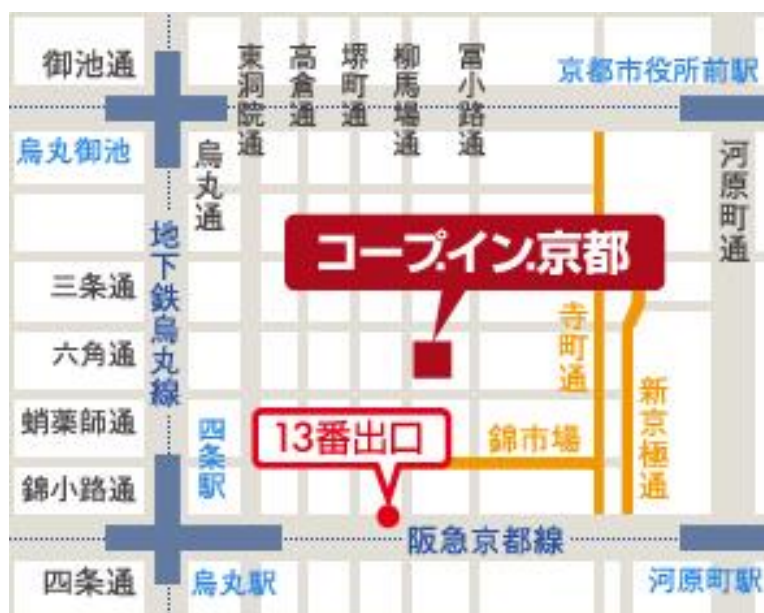 御池通
東洞院通
高倉通
堺町通
柳馬場通
冨小路通
京都市役所前駅
烏丸御池
烏丸通
河原町通
地下鉄烏丸線
コープ.イン.京都
三条通
六角通
寺町通
新京極通
蛸薬師通
四条駅
13番出口
錦市場
錦小路通
阪急京都線
四条通
烏丸駅
河原町駅